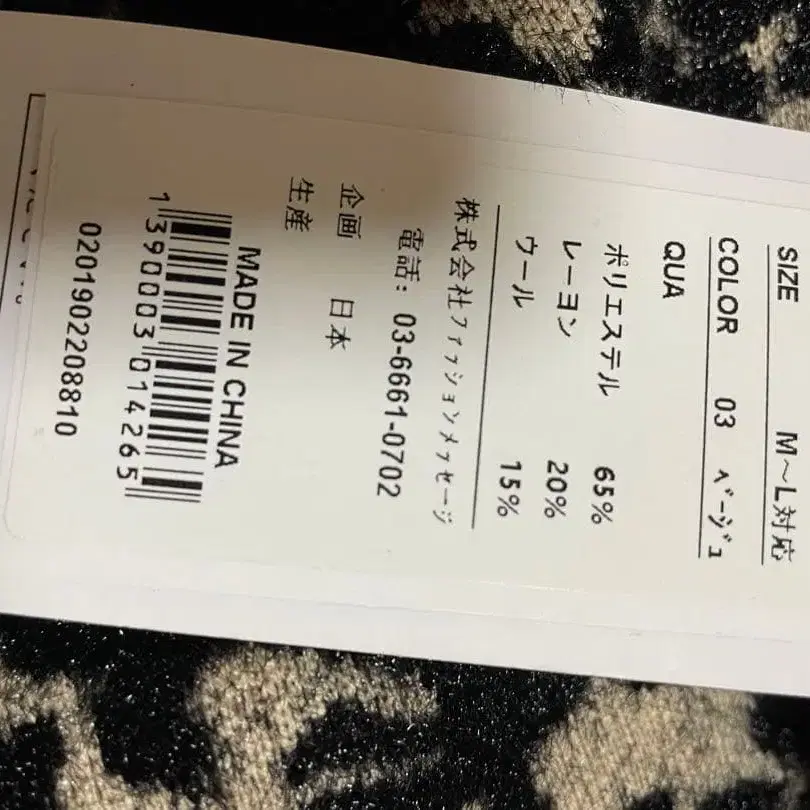 SIZE M～L対応
COLOR 03 ベージュ
QUA
ポリエステル 65%
レーヨン 20%
ウール 15%
株式会社ファッションメッセージ
電話: 03-6661-0702
企画 日本
生産
MADE IN CHINA
1390003014265
0201902208810